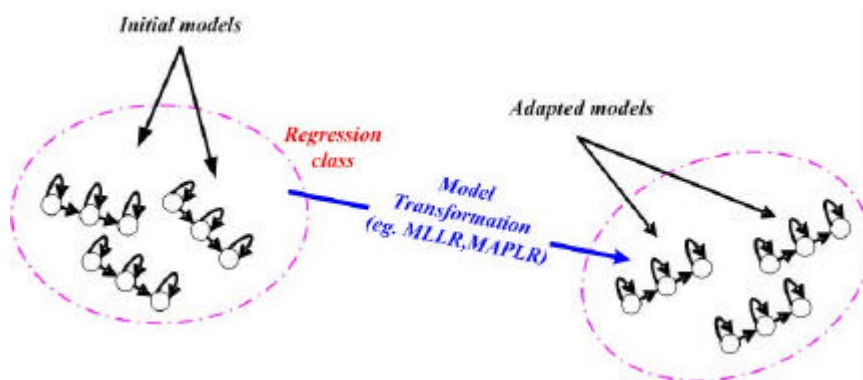 Initial models
Adapted models
Regression
class
Model
Transformation
(eg. MLLR,MAPLR)